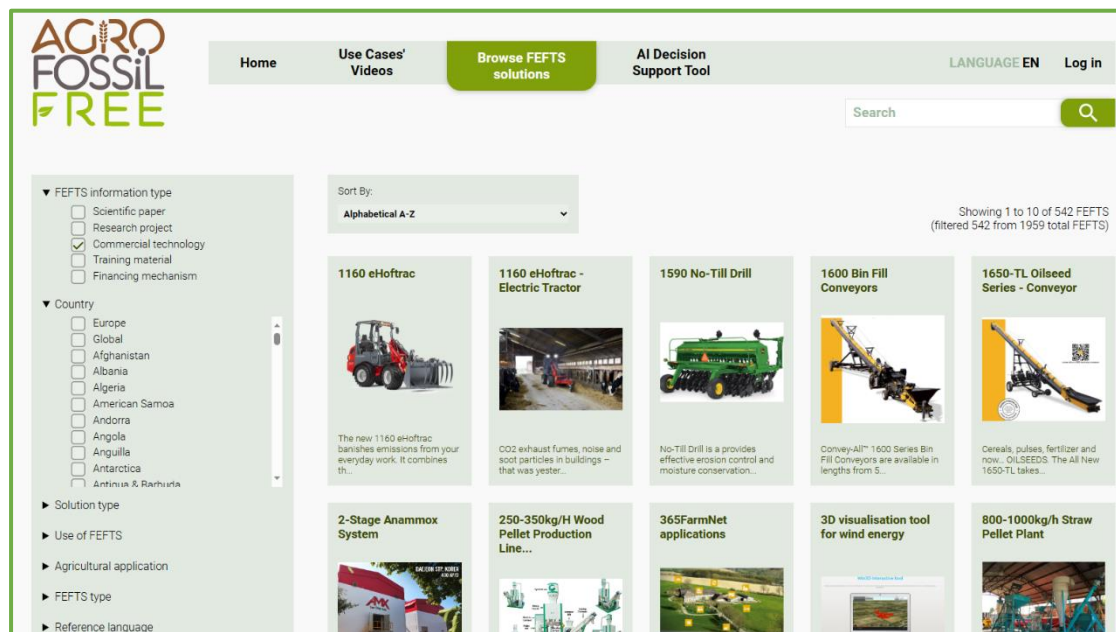 AGRO
FOSSIL
FREE
Home
Use Cases'
Videos
Browse FEFTS
solutions
AI Decision
Support Tool
LANGUAGE EN
Log in
Search
▼ FEFTS information type
Scientific paper
Research project
Commercial technology
Training material
Financing mechanism
▼ Country
Europe
Global
Afghanistan
Albania
Algeria
American Samoa
Andorra
Angola
Anguilla
Antarctica
Antigua & Barbuda
► Solution type
► Use of FEFTS
► Agricultural application
► FEFTS type
► Reference language
Sort By:
Alphabetical A-Z
Showing 1 to 10 of 542 FEFTS
(filtered 542 from 1959 total FEFTS)
1160 eHoftrac
The new 1160 eHoftrac
banishes emissions from your
everyday work. It combines
th...
1160 eHoftrac -
Electric Tractor
CO2 exhaust fumes, noise and
soot particles in buildings –
that was yester...
1590 No-Till Drill
No-Till Drill is a provides
effective erosion control and
moisture conservation...
1600 Bin Fill
Conveyors
Convey-All™ 1600 Series Bin
Fill Conveyors are available in
lengths from 5...
1650-TL Oilseed
Series - Conveyor
Cereals, pulses, fertilizer and
now... OILSEEDS. The All New
1650-TL takes...
2-Stage Anammox
System
DAEJEON SDT, KOREA
AMX
250-350kg/H Wood
Pellet Production
Line...
365FarmNet
applications
3D visualisation tool
for wind energy
800-1000kg/h Straw
Pellet Plant